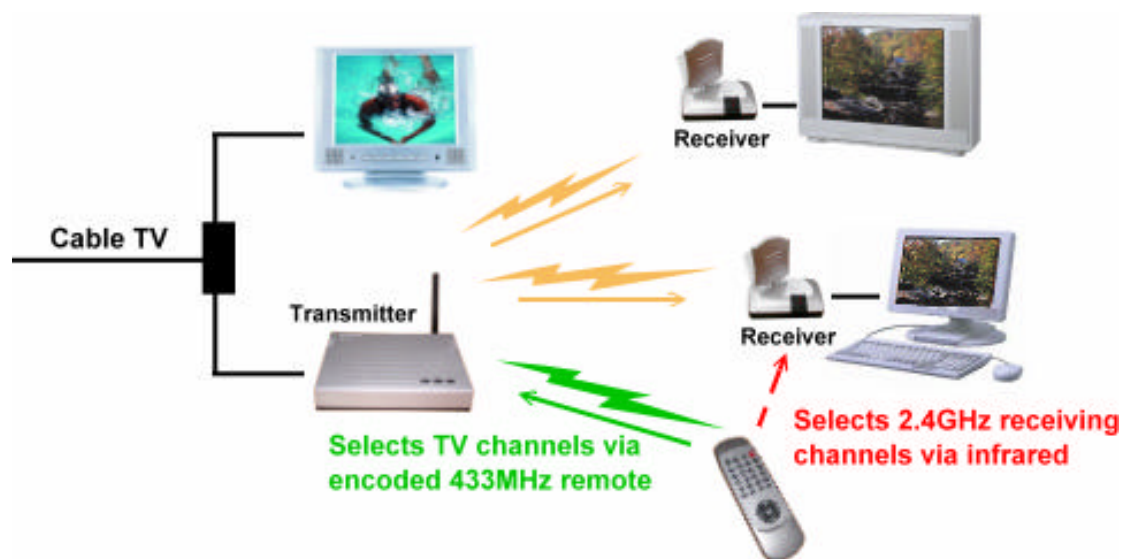 Cable TV
Transmitter
Receiver
Receiver
Selects TV channels via
encoded 433MHz remote
Selects 2.4GHz receiving
channels via infrared